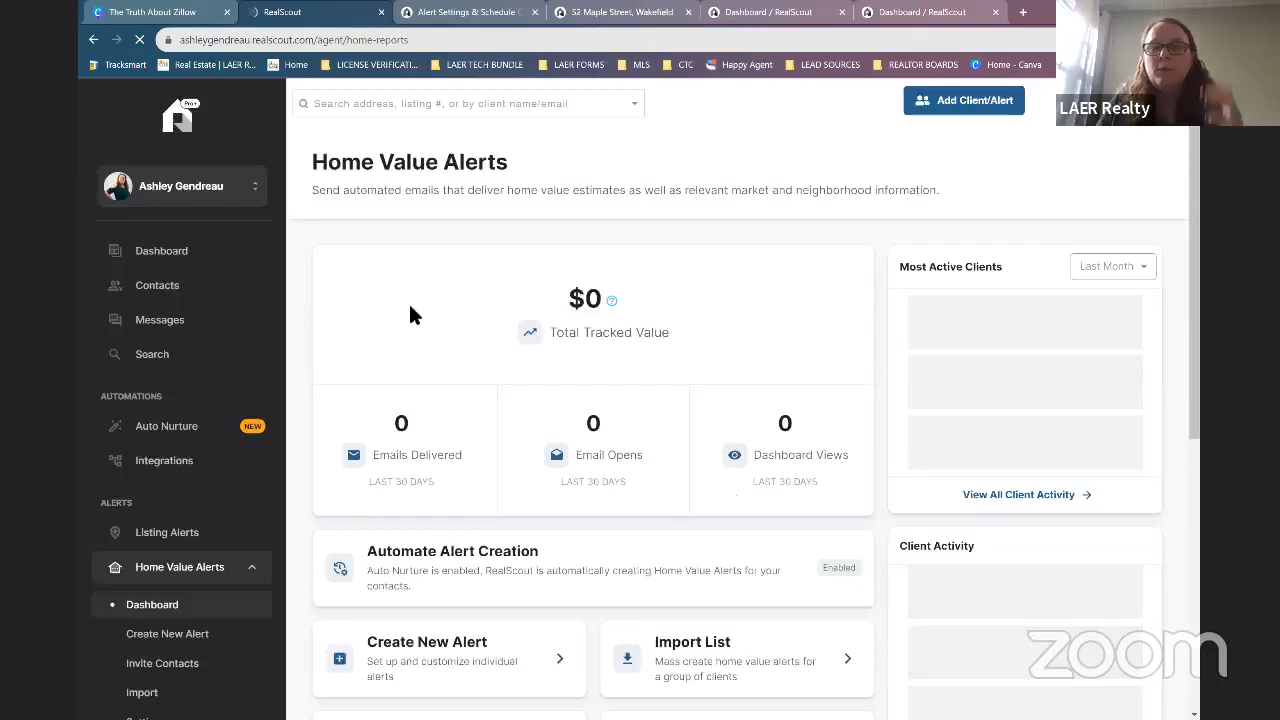 The Truth About Zillow
RealScout
Alert Settings & Schedule C
52 Maple Street, Wakefield
Dashboard / RealScout
Dashboard / RealScout
ashleygendreau.realscout.com/agent/home-reports
Tracksmart
Real Estate | LAER R...
Home
LICENSE VERIFICATI...
LAER TECH BUNDLE
LAER FORMS
MLS
CTC
Happy Agent
LEAD SOURCES
REALTOR BOARDS
Home - Canva
LAER Realty
Pro+
Search address, listing #, or by client name/email
Add Client/Alert
Ashley Gendreau
Dashboard
Contacts
Messages
Search
AUTOMATIONS
Auto Nurture
NEW
Integrations
ALERTS
Listing Alerts
Home Value Alerts
Dashboard
Create New Alert
Invite Contacts
Import
Home Value Alerts
Send automated emails that deliver home value estimates as well as relevant market and neighborhood information.
$0
Total Tracked Value
0
Emails Delivered
LAST 30 DAYS
0
Email Opens
LAST 30 DAYS
0
Dashboard Views
LAST 30 DAYS
Automate Alert Creation
Auto Nurture is enabled, RealScout is automatically creating Home Value Alerts for your
contacts.
Enabled
Create New Alert
Set up and customize individual
alerts
Import List
Mass create home value alerts for
a group of clients
Most Active Clients
Last Month
View All Client Activity
Client Activity
zoom